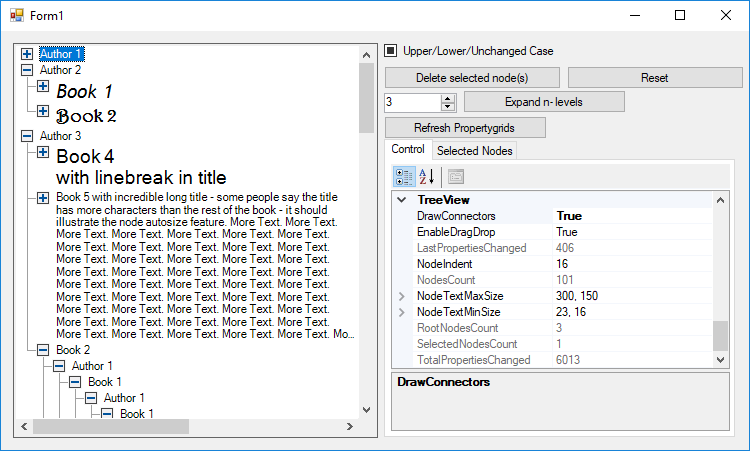 Form1
Author 1
Author 2
Book 1
Book 2
Author 3
Book 4
with linebreak in title
Book 5 with incredible long title - some people say the title
has more characters than the rest of the book - it should
illustrate the node autosize feature. More Text. More Text.
More Text. More Text. More Text. More Text. More Text.
More Text. More Text. More Text. More Text. More Text.
More Text. More Text. More Text. More Text. More Text.
More Text. More Text. More Text. More Text. More Text.
More Text. More Text. More Text. More Text. More Text.
More Text. More Text. More Text. More Text. More Text.
More Text. More Text. More Text. More Text. More Text.
More Text. More Text. More Text. More Text. More Text.
More Text. More Text. More Text. More Text. More Text. Mo...
Book 2
Author 1
Book 1
Author 1
Book 1
Upper/Lower/Unchanged Case
Delete selected node(s)
Reset
3
Expand n- levels
Refresh Propertygrids
Control
Selected Nodes
TreeView
DrawConnectors True
EnableDragDrop True
LastPropertiesChanged 406
NodeIndent 16
NodesCount 101
NodeTextMaxSize 300, 150
NodeTextMinSize 23, 16
RootNodesCount 3
SelectedNodesCount 1
TotalPropertiesChanged 6013
DrawConnectors